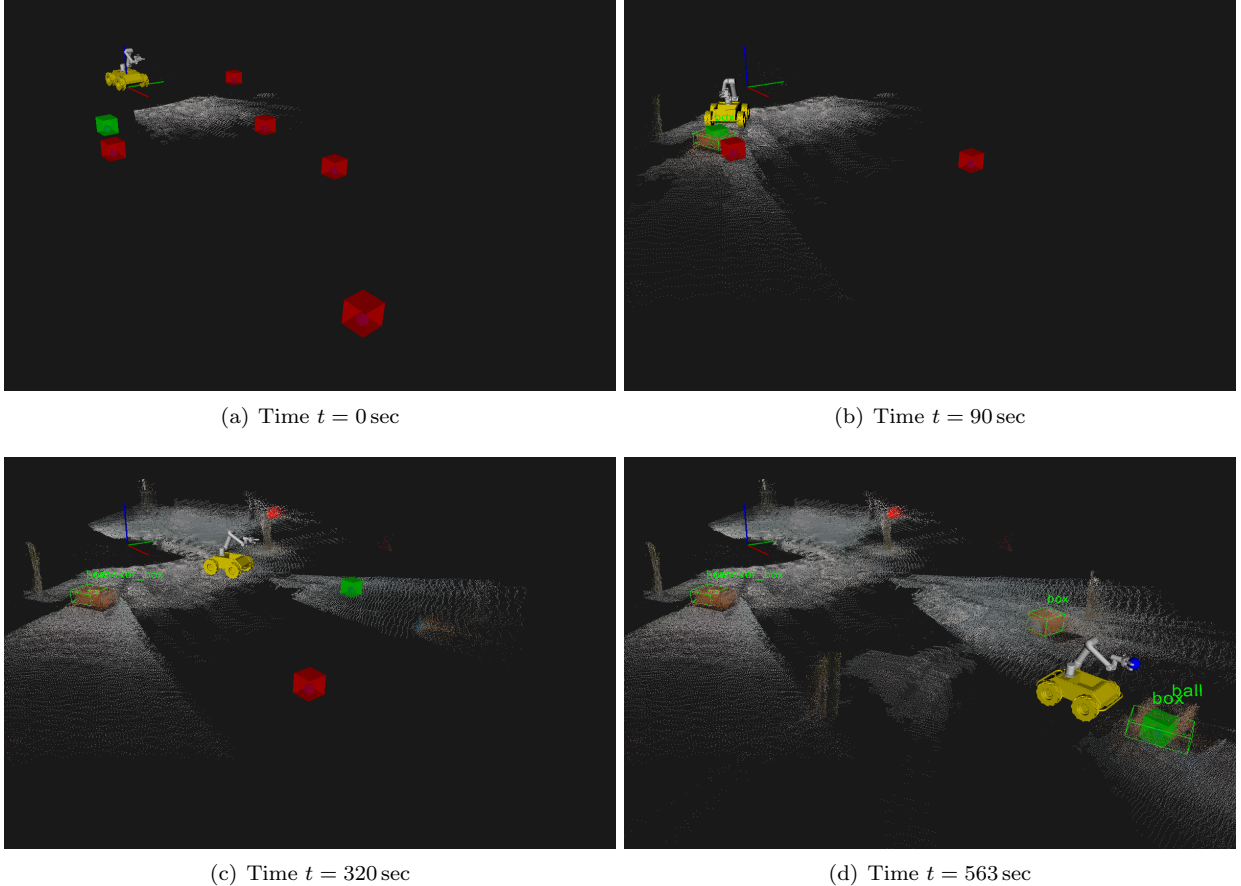 (a) Time t = 0 sec
(b) Time t = 90 sec
(c) Time t = 320 sec
box
box ball
(d) Time t = 563 sec